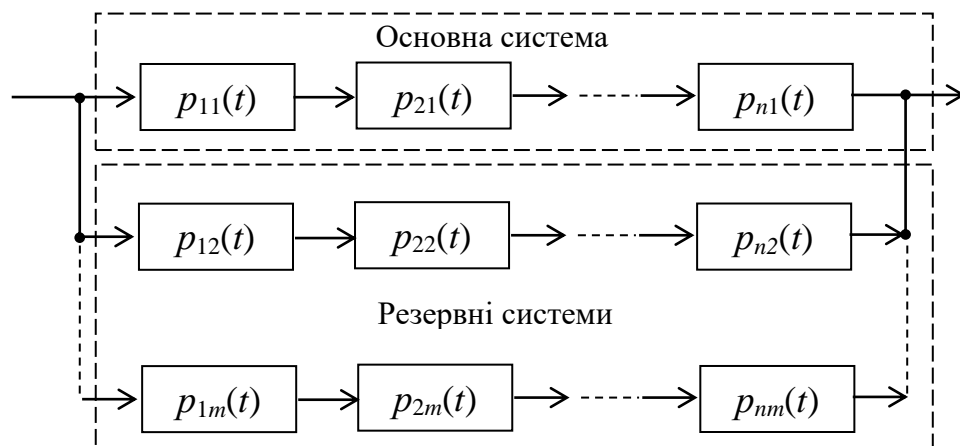 Основна система
p₁₁(t) p₂₁(t) pₙ₁(t)
p₁₂(t) p₂₂(t) pₙ₂(t)
Резервні системи
p₁ₘ(t) p₂ₘ(t) pₙₘ(t)